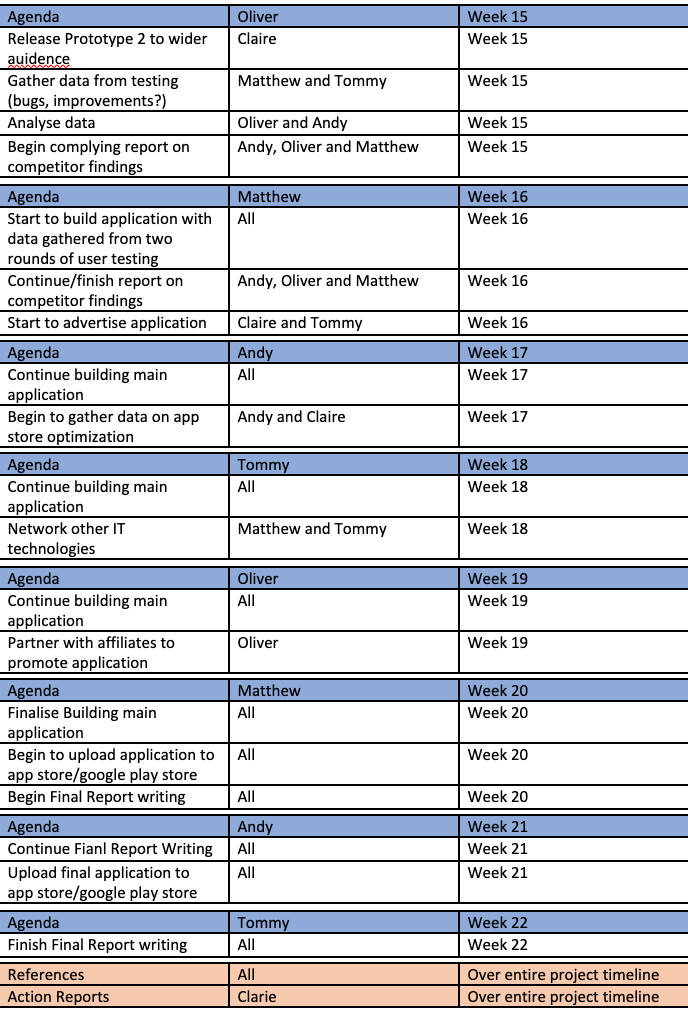 Agenda Oliver Week 15
Release Prototype 2 to wider Claire Week 15
auidence
Gather data from testing Matthew and Tommy Week 15
(bugs, improvements?)
Analyse data Oliver and Andy Week 15
Begin complying report on Andy, Oliver and Matthew Week 15
competitor findings
Agenda Matthew Week 16
Start to build application with All Week 16
data gathered from two
rounds of user testing
Continue/finish report on Andy, Oliver and Matthew Week 16
competitor findings
Start to advertise application Claire and Tommy Week 16
Agenda Andy Week 17
Continue building main All Week 17
application
Begin to gather data on app Andy and Claire Week 17
store optimization
Agenda Tommy Week 18
Continue building main All Week 18
application
Network other IT Matthew and Tommy Week 18
technologies
Agenda Oliver Week 19
Continue building main All Week 19
application
Partner with affiliates to Oliver Week 19
promote application
Agenda Matthew Week 20
Finalise Building main All Week 20
application
Begin to upload application to All Week 20
app store/google play store
Begin Final Report writing All Week 20
Agenda Andy Week 21
Continue Fianl Report Writing All Week 21
Upload final application to All Week 21
app store/google play store
Agenda Tommy Week 22
Finish Final Report writing All Week 22
References All Over entire project timeline
Action Reports Clarie Over entire project timeline